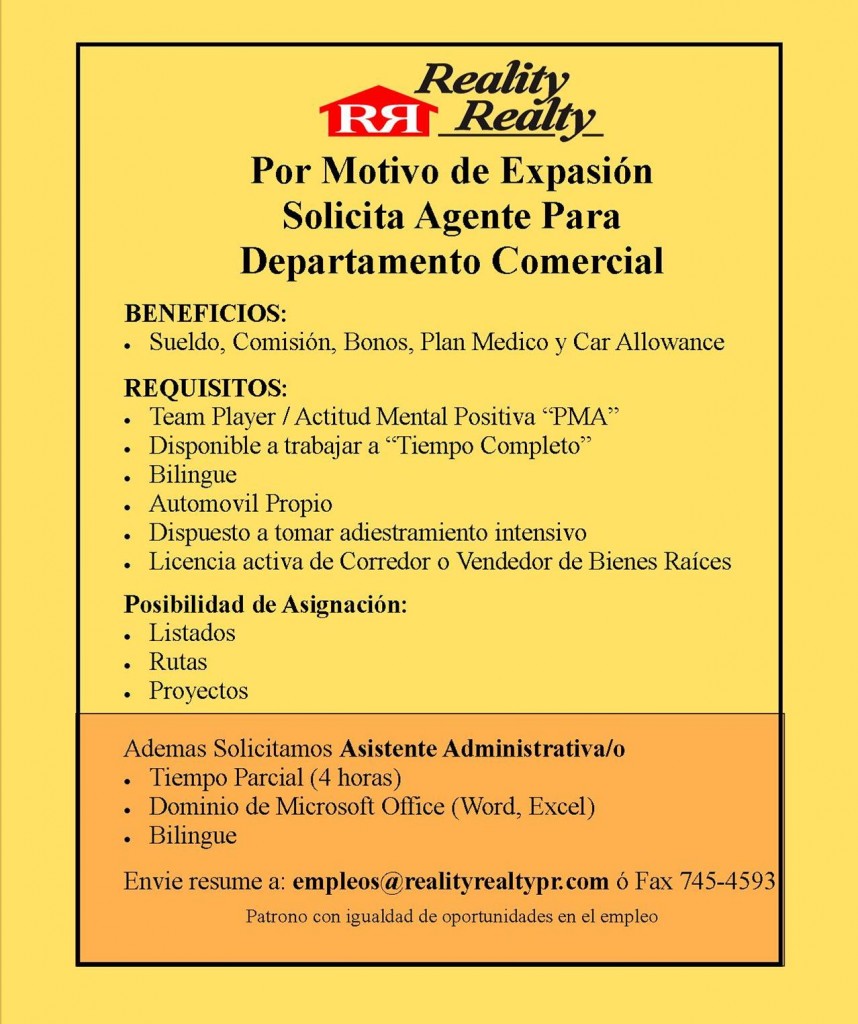 Reality
RR Realty
Por Motivo de Expasión
Solicita Agente Para
Departamento Comercial
BENEFICIOS:
• Sueldo, Comisión, Bonos, Plan Medico y Car Allowance
REQUISITOS:
• Team Player / Actitud Mental Positiva “PMA”
• Disponible a trabajar a “Tiempo Completo”
• Bilingue
• Automovil Propio
• Dispuesto a tomar adiestramiento intensivo
• Licencia activa de Corredor o Vendedor de Bienes Raíces
Posibilidad de Asignación:
• Listados
• Rutas
• Proyectos
Ademas Solicitamos Asistente Administrativa/o
• Tiempo Parcial (4 horas)
• Dominio de Microsoft Office (Word, Excel)
• Bilingue
Envie resume a: empleos@realityrealtypr.com ó Fax 745-4593
Patrono con igualdad de oportunidades en el empleo